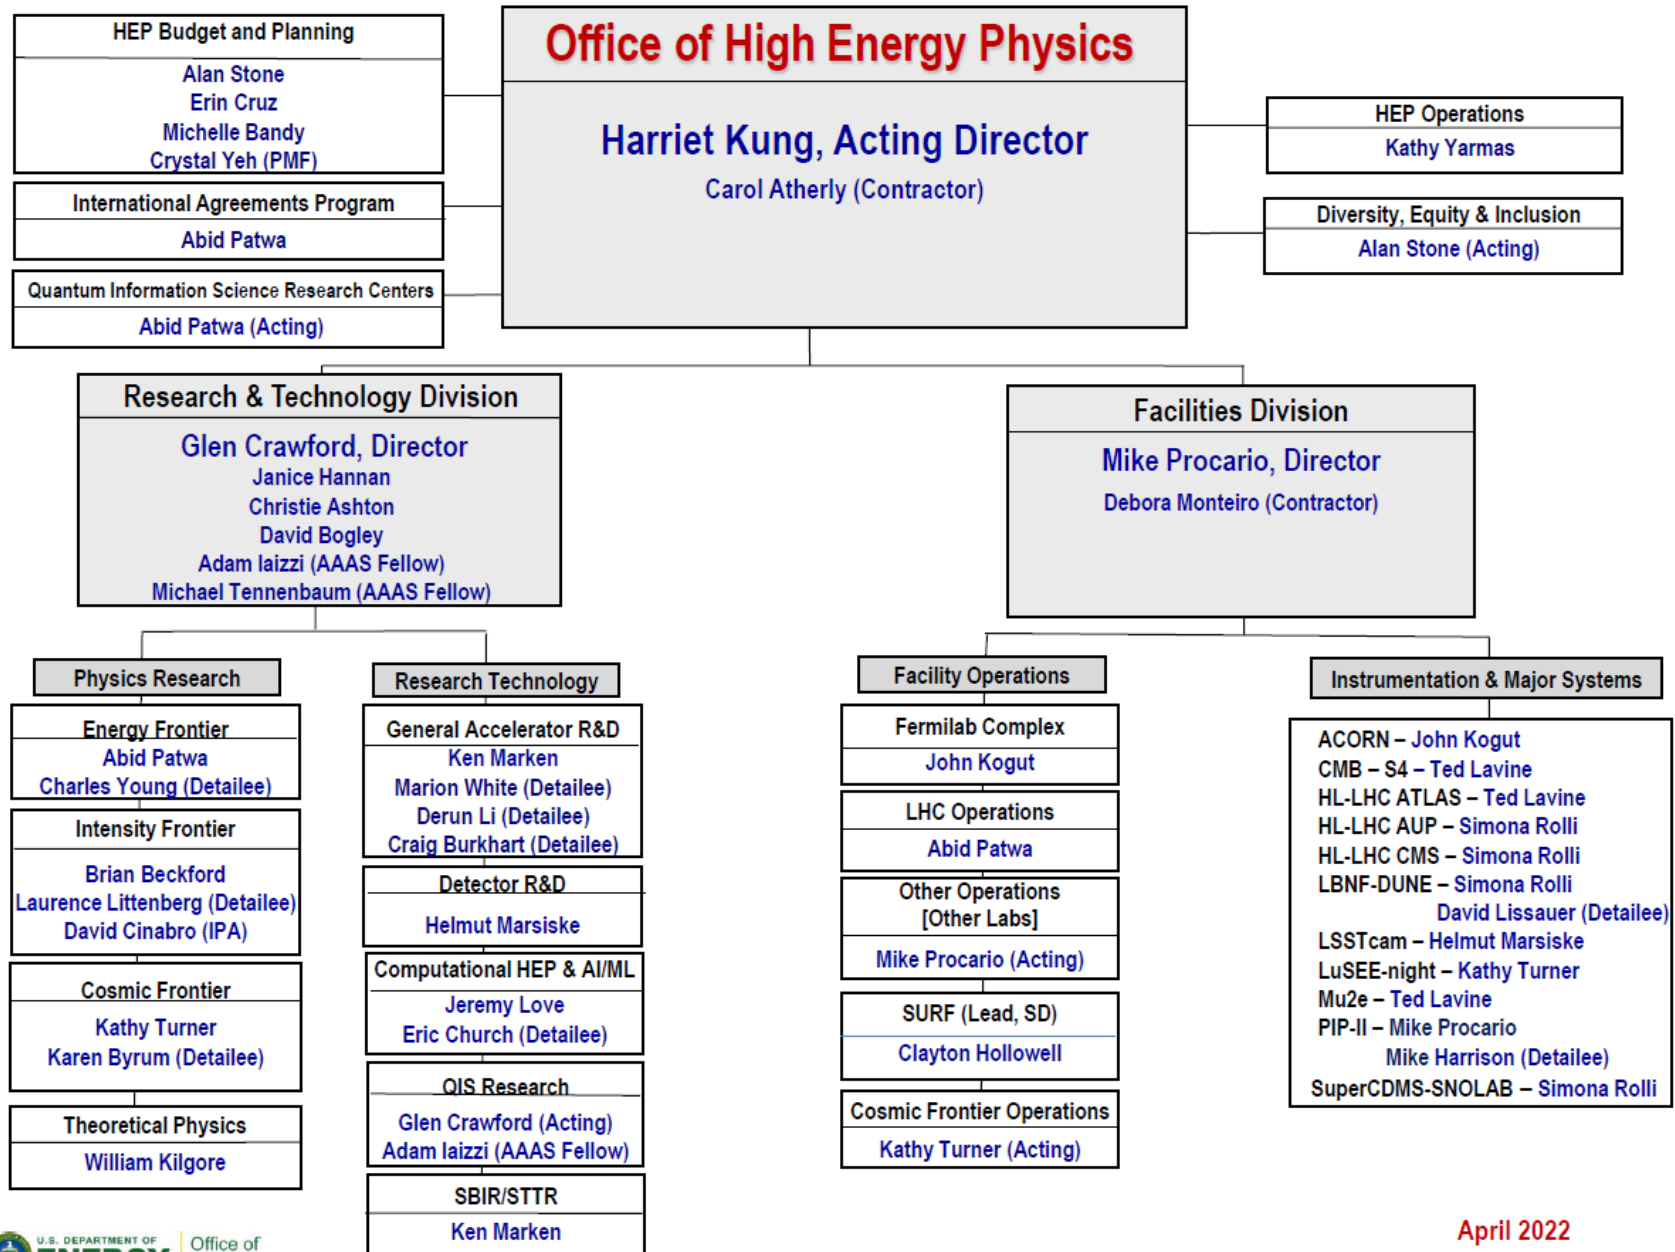 HEP Budget and Planning
Alan Stone
Erin Cruz
Michelle Bandy
Crystal Yeh (PMF)
International Agreements Program
Abid Patwa
Quantum Information Science Research Centers
Abid Patwa (Acting)
Office of High Energy Physics
Harriet Kung, Acting Director
Carol Atherly (Contractor)
HEP Operations
Kathy Yarmas
Diversity, Equity & Inclusion
Alan Stone (Acting)
Research & Technology Division
Glen Crawford, Director
Janice Hannan
Christie Ashton
David Bogley
Adam Iaizzi (AAAS Fellow)
Michael Tennenbaum (AAAS Fellow)
Facilities Division
Mike Procario, Director
Debora Monteiro (Contractor)
Physics Research
Energy Frontier
Abid Patwa
Charles Young (Detailee)
Intensity Frontier
Brian Beckford
Laurence Littenberg (Detailee)
David Cinabro (IPA)
Cosmic Frontier
Kathy Turner
Karen Byrum (Detailee)
Theoretical Physics
William Kilgore
Research Technology
General Accelerator R&D
Ken Marken
Marion White (Detailee)
Derun Li (Detailee)
Craig Burkhart (Detailee)
Detector R&D
Helmut Marsiske
Computational HEP & AI/ML
Jeremy Love
Eric Church (Detailee)
QIS Research
Glen Crawford (Acting)
Adam Iaizzi (AAAS Fellow)
SBIR/STTR
Ken Marken
Facility Operations
Fermilab Complex
John Kogut
LHC Operations
Abid Patwa
Other Operations
[Other Labs]
Mike Procario (Acting)
SURF (Lead, SD)
Clayton Hollowell
Cosmic Frontier Operations
Kathy Turner (Acting)
Instrumentation & Major Systems
ACORN – John Kogut
CMB – S4 – Ted Lavine
HL-LHC ATLAS – Ted Lavine
HL-LHC AUP – Simona Rolli
HL-LHC CMS – Simona Rolli
LBNF-DUNE – Simona Rolli
David Lissauer (Detailee)
LSSTcam – Helmut Marsiske
LuSEE-night – Kathy Turner
Mu2e – Ted Lavine
PIP-II – Mike Procario
Mike Harrison (Detailee)
SuperCDMS-SNOLAB – Simona Rolli
U.S. DEPARTMENT OF
ENERGY
Office of
April 2022